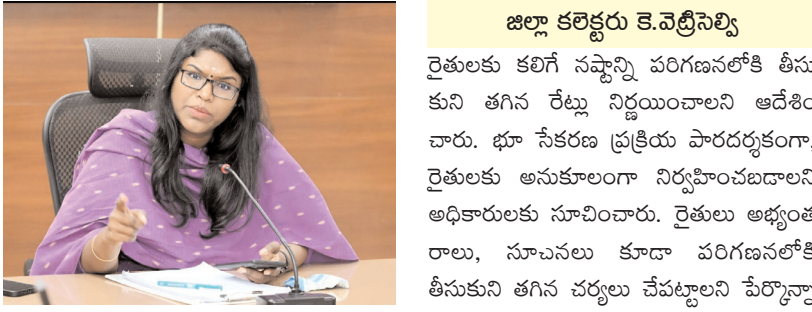 జిల్లా కలెక్టరు కె.వెట్రిసెల్వి
రైతులకు కలిగే నష్టాన్ని పరిగణనలోకి తీసు
కుని తగిన రేట్లు నిర్ణయించాలని ఆదేశిం
చారు. భూ సేకరణ ప్రక్రియ పారదర్శకంగా,
రైతులకు అనుకూలంగా నిర్వహించబడాలని
అధికారులకు సూచించారు. రైతులు అభ్యంత
రాలు, సూచనలు కూడా పరిగణనలోకి
తీసుకుని తగిన చర్యలు చేపట్టాలని పేర్కొన్నా